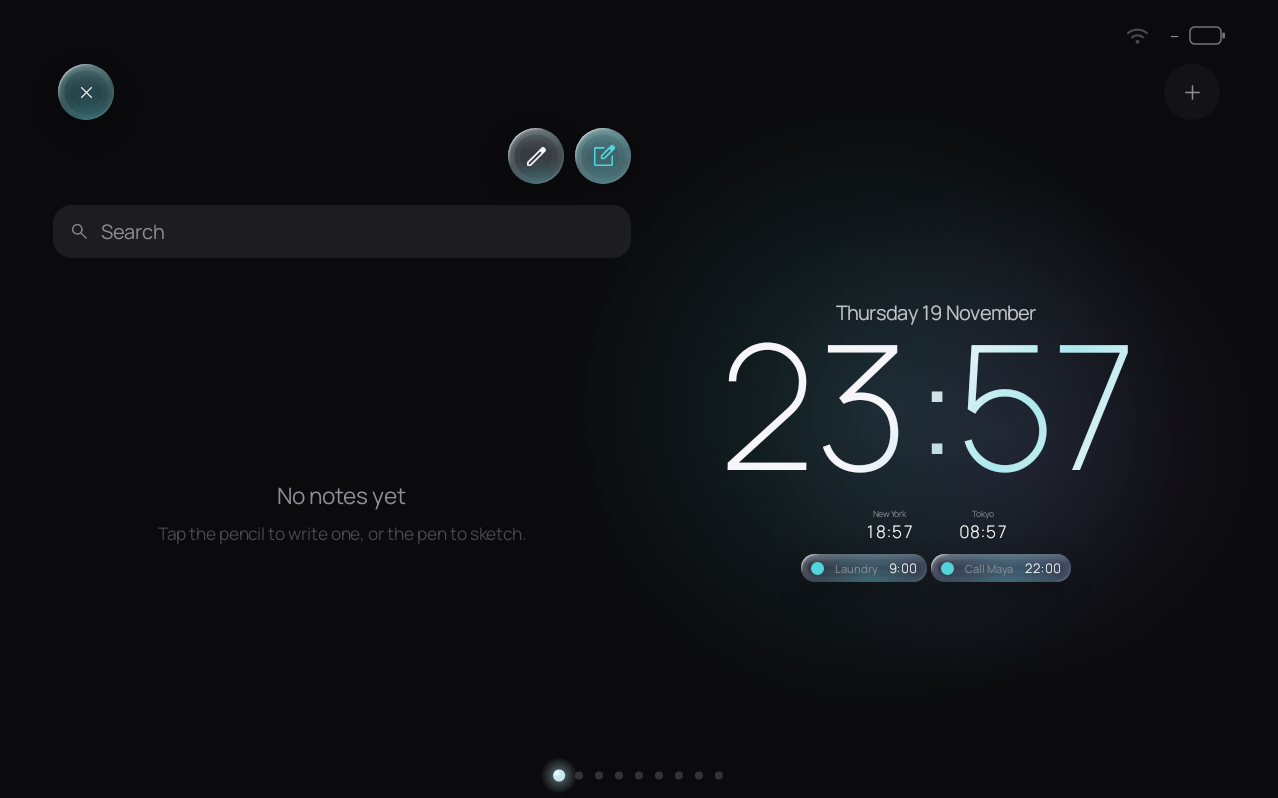 –
Search
Thursday 19 November
23:57
No notes yet
Tap the pencil to write one, or the pen to sketch.
New York
18:57
Tokyo
08:57
Laundry 9:00
Call Maya 22:00